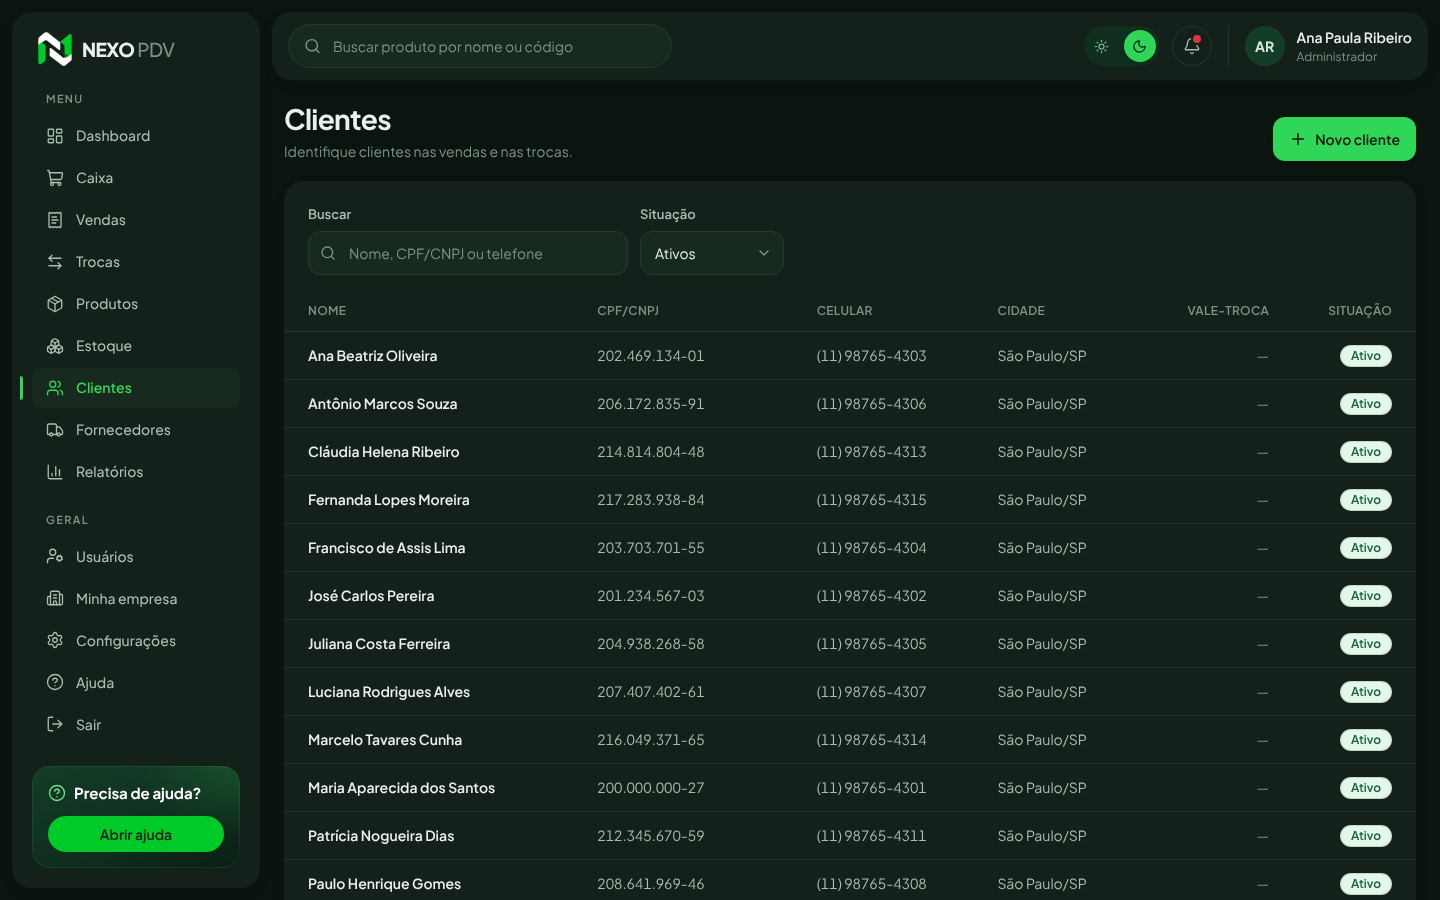 NEXO PDV
MENU
Dashboard
Caixa
Vendas
Trocas
Produtos
Estoque
Clientes
Fornecedores
Relatórios
GERAL
Usuários
Minha empresa
Configurações
Ajuda
Sair
Precisa de ajuda?
Abrir ajuda
Buscar produto por nome ou código
AR
Ana Paula Ribeiro
Administrador
Clientes
Identifique clientes nas vendas e nas trocas.
Novo cliente
Buscar
Nome, CPF/CNPJ ou telefone
Situação
Ativos
NOME CPF/CNPJ CELULAR CIDADE VALE-TROCA SITUAÇÃO
Ana Beatriz Oliveira 202.469.134-01 (11) 98765-4303 São Paulo/SP — Ativo
Antônio Marcos Souza 206.172.835-91 (11) 98765-4306 São Paulo/SP — Ativo
Cláudia Helena Ribeiro 214.814.804-48 (11) 98765-4313 São Paulo/SP — Ativo
Fernanda Lopes Moreira 217.283.938-84 (11) 98765-4315 São Paulo/SP — Ativo
Francisco de Assis Lima 203.703.701-55 (11) 98765-4304 São Paulo/SP — Ativo
José Carlos Pereira 201.234.567-03 (11) 98765-4302 São Paulo/SP — Ativo
Juliana Costa Ferreira 204.938.268-58 (11) 98765-4305 São Paulo/SP — Ativo
Luciana Rodrigues Alves 207.407.402-61 (11) 98765-4307 São Paulo/SP — Ativo
Marcelo Tavares Cunha 216.049.371-65 (11) 98765-4314 São Paulo/SP — Ativo
Maria Aparecida dos Santos 200.000.000-27 (11) 98765-4301 São Paulo/SP — Ativo
Patrícia Nogueira Dias 212.345.670-59 (11) 98765-4311 São Paulo/SP — Ativo
Paulo Henrique Gomes 208.641.969-46 (11) 98765-4308 São Paulo/SP — Ativo